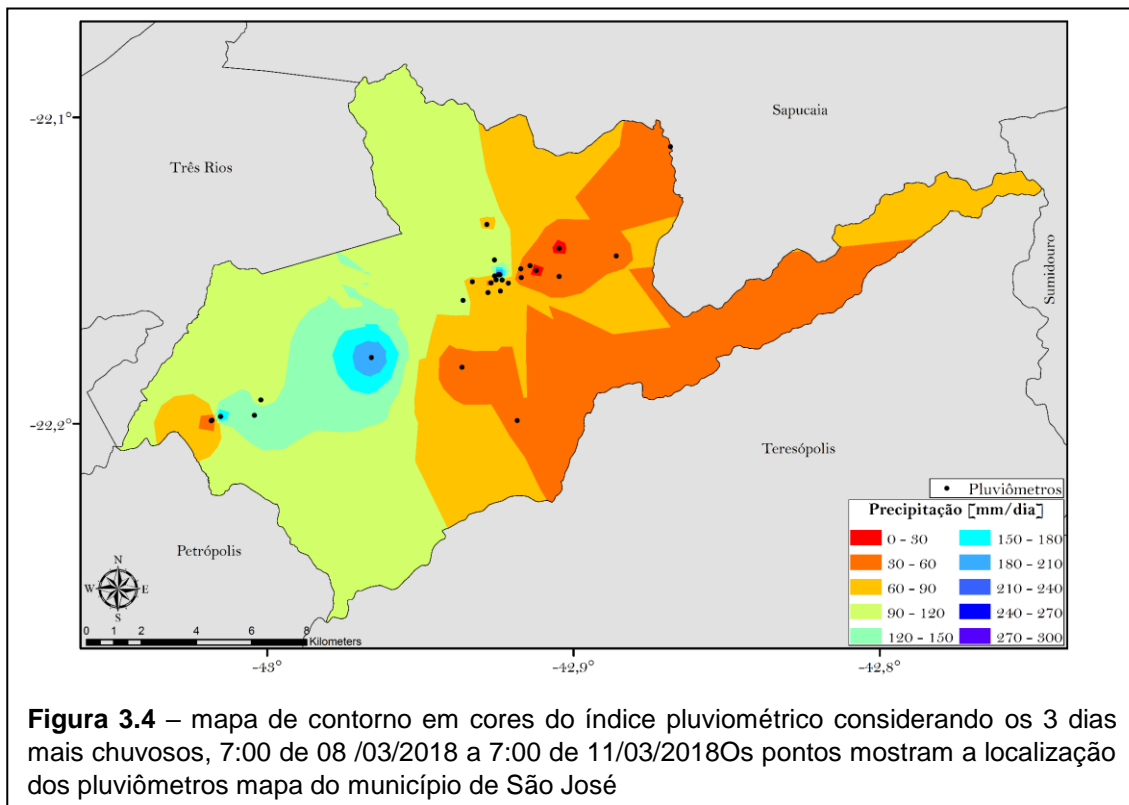 -22,1°
Sapucaia
Três Rios
Sumidouro
-22,9°
Teresópolis
Pluviômetros
Precipitação [mm/dia]
0 - 30
30 - 60
60 - 90
90 - 120
120 - 150
150 - 180
180 - 210
210 - 240
240 - 270
270 - 300
Petrópolis
N
W E
S
0 1 2 4 6 8
Kilometers
-43°
-42,9°
-42,8°
Figura 3.4 – mapa de contorno em cores do índice pluviométrico considerando os 3 dias
mais chuvosos, 7:00 de 08 /03/2018 a 7:00 de 11/03/2018Os pontos mostram a localização
dos pluviômetros mapa do município de São José